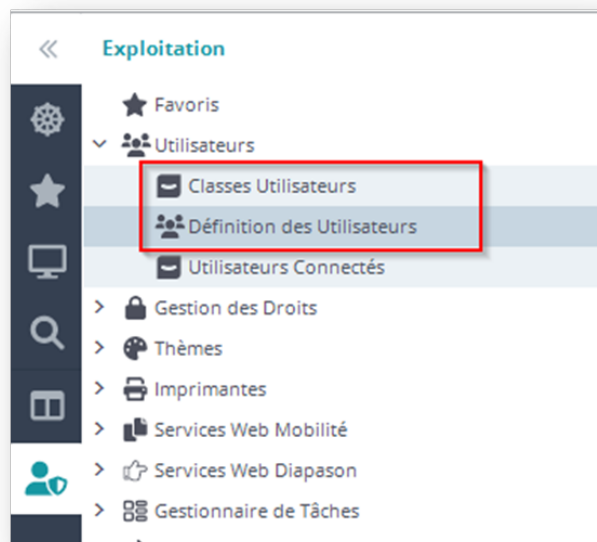 Exploitation
Favoris
Utilisateurs
Classes Utilisateurs
Définition des Utilisateurs
Utilisateurs Connectés
Gestion des Droits
Thèmes
Imprimantes
Services Web Mobilité
Services Web Diapason
Gestionnaire de Tâches